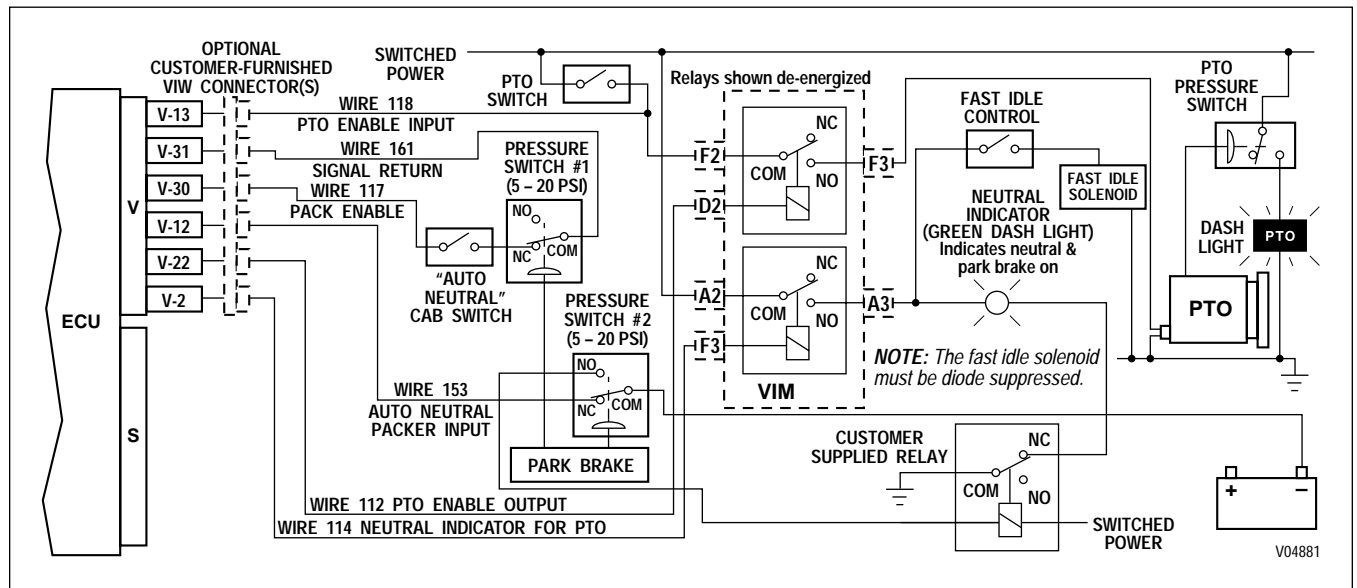 OPTIONAL
CUSTOMER-FURNISHED
VIW CONNECTOR(S)
SWITCHED
POWER
PTO
SWITCH
Relays shown de-energized
PTO
PRESSURE
SWITCH
FAST IDLE
CONTROL
V-13
WIRE 118
PTO ENABLE INPUT
V-31
WIRE 161
SIGNAL RETURN
V-30
WIRE 117
PACK ENABLE
V
V-12
V-22
V-2
ECU
S
PRESSURE
SWITCH #1
(5 – 20 PSI)
NO
COM
NC
"AUTO
NEUTRAL"
CAB SWITCH
PRESSURE
SWITCH #2
(5 – 20 PSI)
NO
COM
NC
WIRE 153
AUTO NEUTRAL
PACKER INPUT
PARK BRAKE
WIRE 112 PTO ENABLE OUTPUT
WIRE 114 NEUTRAL INDICATOR FOR PTO
F2
NC
COM
NO
F3
D2
A2
NC
COM
NO
A3
F3
VIM
FAST IDLE
SOLENOID
NEUTRAL
INDICATOR
(GREEN DASH LIGHT)
Indicates neutral &
park brake on
DASH
LIGHT
PTO
PTO
NOTE: The fast idle solenoid
must be diode suppressed.
CUSTOMER
SUPPLIED RELAY
NC
COM
NO
SWITCHED
POWER
+
–
V04881